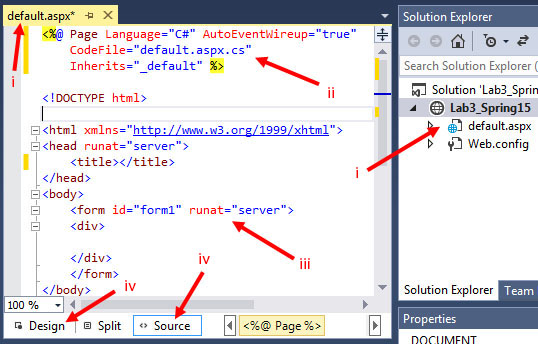 default.aspx*
i
<%@ Page Language="C#" AutoEventWireup="true"
CodeFile="default.aspx.cs"
Inherits="_default" %>
ii
<!DOCTYPE html>
<html xmlns="http://www.w3.org/1999/xhtml">
<head runat="server">
<title></title>
</head>
<body>
<form id="form1" runat="server">
<div>
iii
</div>
</form>
</body>
100 %
iv
iv
Design
Split
Source
<%@ Page %>
Solution Explorer
Search Solution Explorer
Solution 'Lab3_Spring
Lab3_Spring15
default.aspx
Web.config
i
Solution Explorer
Team
Properties
DOCUMENT